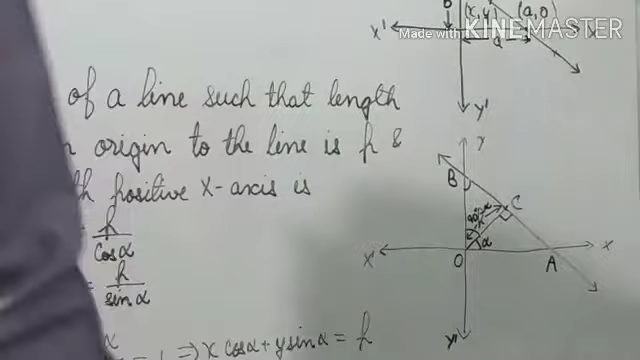 (x, y) (a, 0)
X' a X
Made with KINEMASTER
y'
of a line such that length
origin to the line is p &
positive X-axis is
= p/cosα
= p/sinα
⇒ x cosα + y sinα = p
y
B
C
90°-α
α
X' O A X
y'